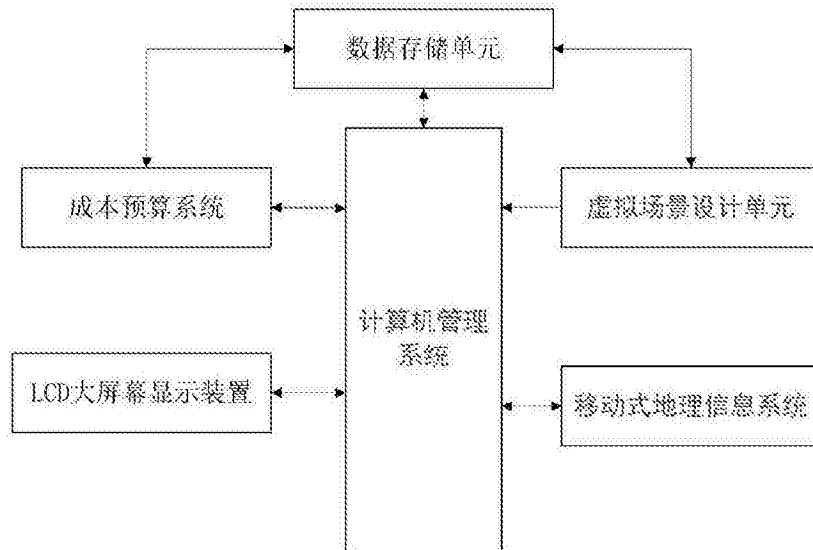 数据存储单元
成本预算系统
虚拟场景设计单元
计算机管理
系统
LCD大屏幕显示装置
移动式地理信息系统